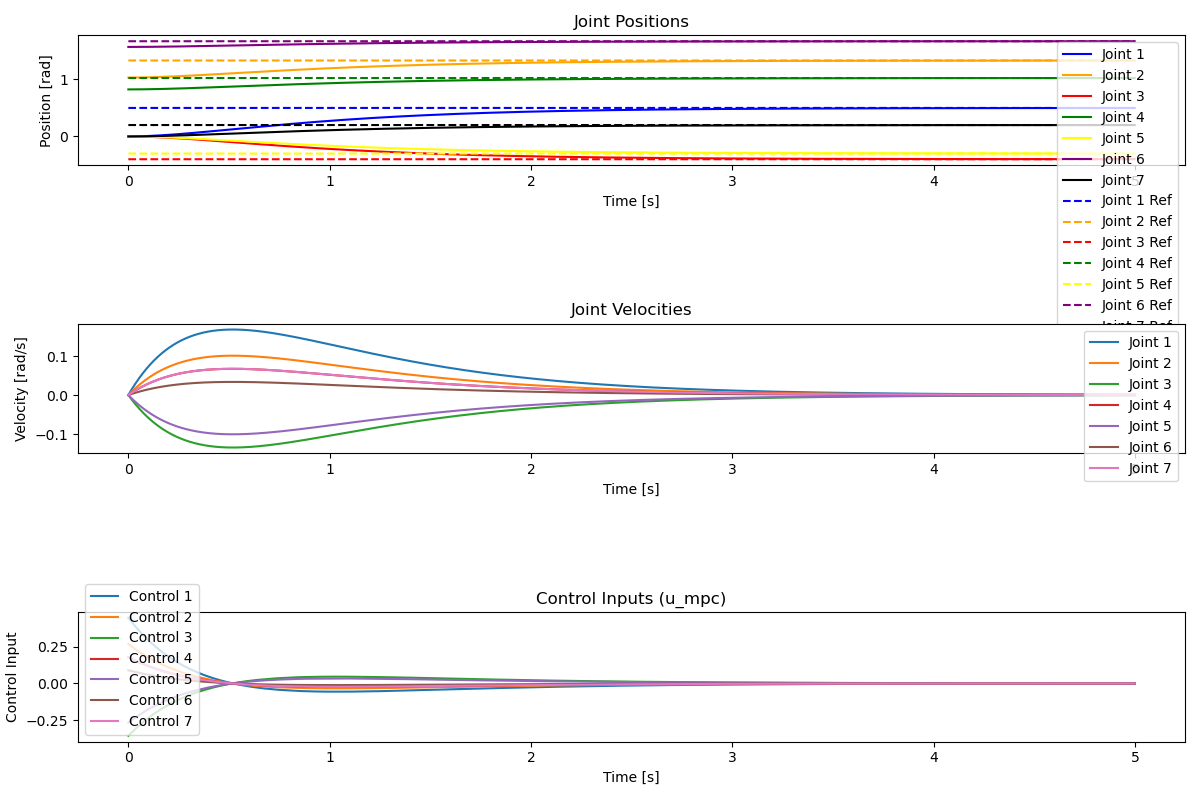 Joint Positions
Position [rad]
1
0
Joint 1
Joint 2
Joint 3
Joint 4
Joint 5
Joint 6
Joint 7
Joint 1 Ref
Joint 2 Ref
Joint 3 Ref
Joint 4 Ref
Joint 5 Ref
Joint 6 Ref
Joint 7 Ref
0 1 2 3 4 5
Time [s]
Joint Velocities
Velocity [rad/s]
0.1
0.0
−0.1
Joint 1
Joint 2
Joint 3
Joint 4
Joint 5
Joint 6
Joint 7
0 1 2 3 4
Time [s]
Control Inputs (u_mpc)
Control Input
0.25
0.00
−0.25
Control 1
Control 2
Control 3
Control 4
Control 5
Control 6
Control 7
0 1 2 3 4 5
Time [s]